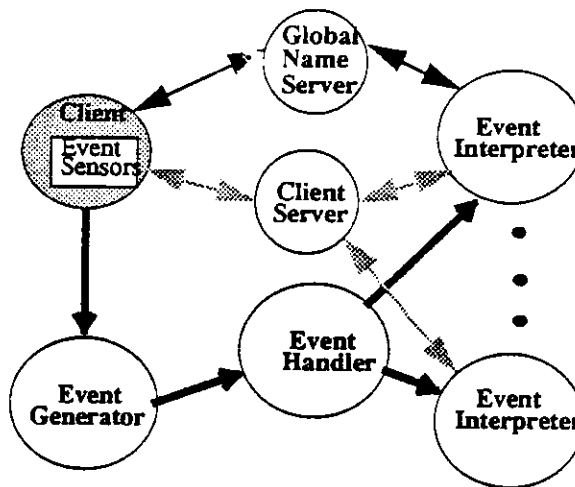 Global
Name
Server
Client
Event
Sensors
Event
Interpreter
Client
Server
Event
Handler
Event
Generator
Event
Interpreter